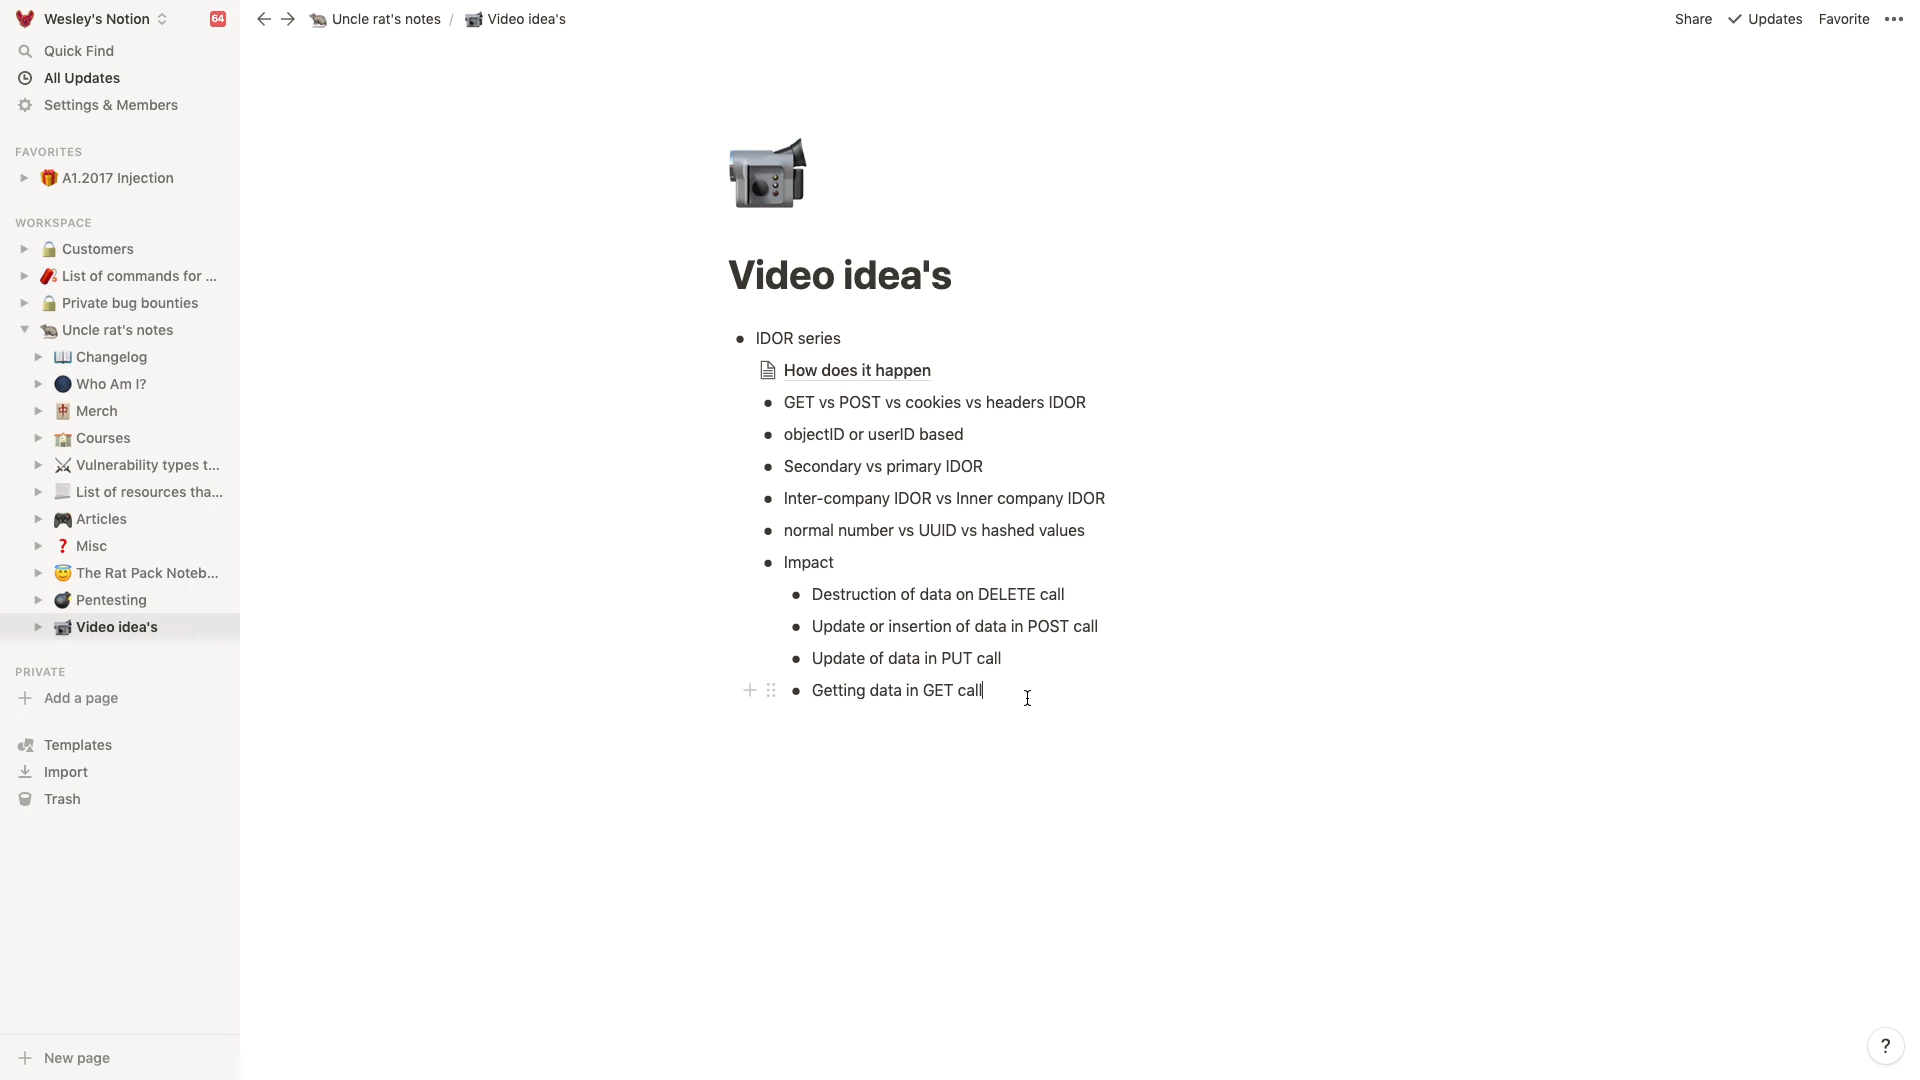 Wesley's Notion 64
Quick Find
All Updates
Settings & Members
FAVORITES
A1.2017 Injection
WORKSPACE
Customers
List of commands for ...
Private bug bounties
Uncle rat's notes
Changelog
Who Am I?
Merch
Courses
Vulnerability types t...
List of resources tha...
Articles
Misc
The Rat Pack Noteb...
Pentesting
Video idea's
PRIVATE
Add a page
Templates
Import
Trash
New page
Uncle rat's notes / Video idea's
Share Updates Favorite
Video idea's
IDOR series
How does it happen
GET vs POST vs cookies vs headers IDOR
objectID or userID based
Secondary vs primary IDOR
Inter-company IDOR vs Inner company IDOR
normal number vs UUID vs hashed values
Impact
Destruction of data on DELETE call
Update or insertion of data in POST call
Update of data in PUT call
Getting data in GET call
?